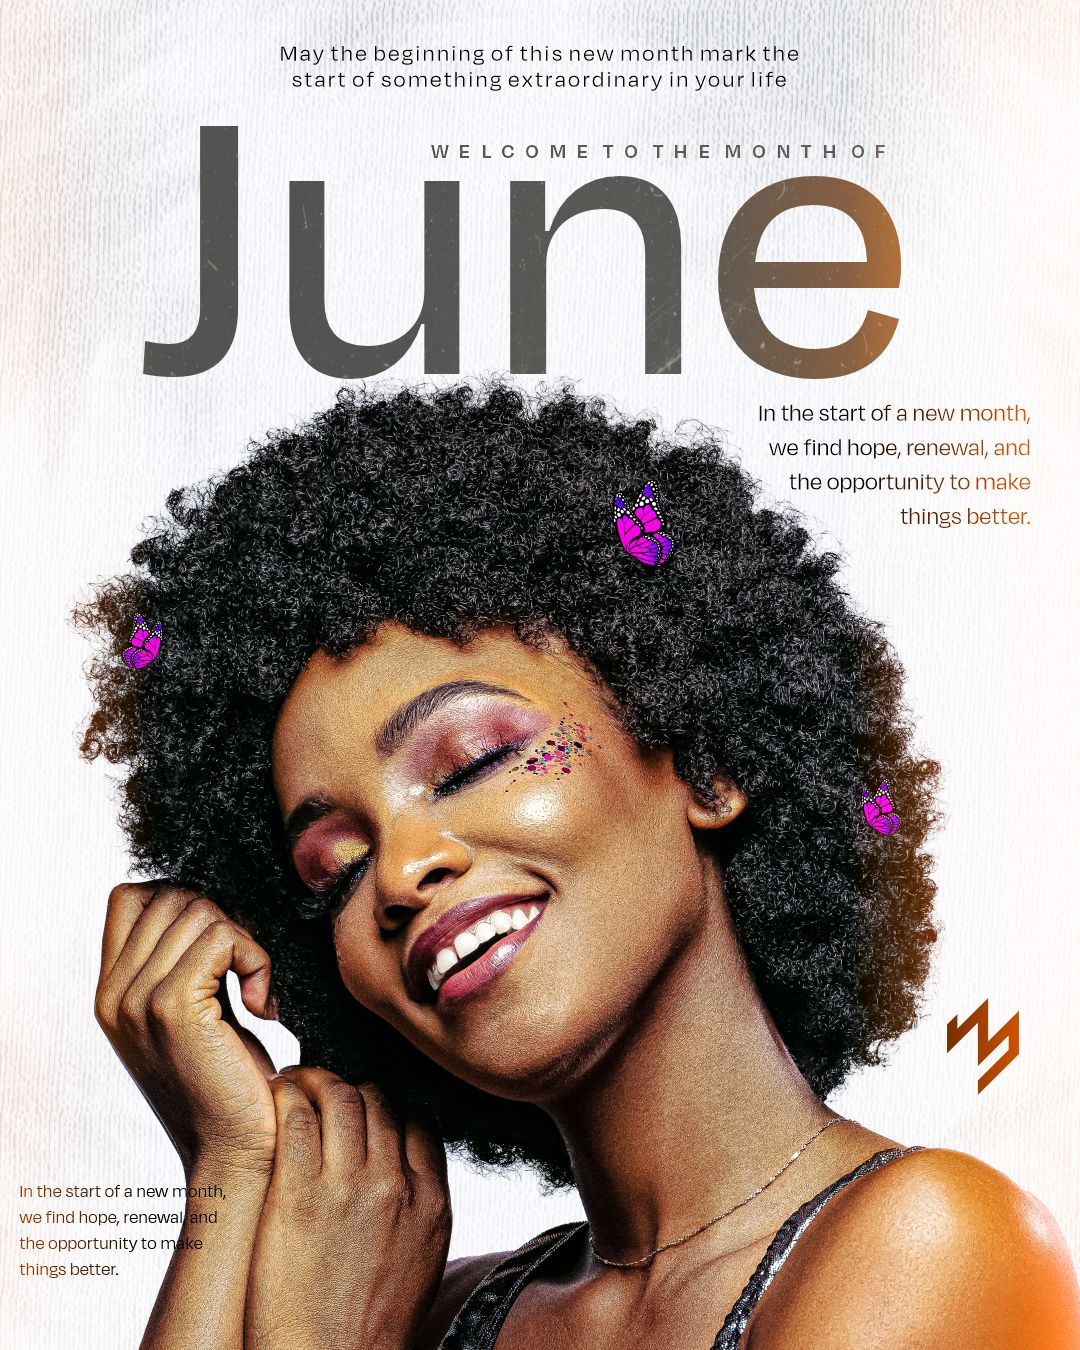 May the beginning of this new month mark the
start of something extraordinary in your life
WELCOME TO THE MONTH OF
June
In the start of a new month,
we find hope, renewal, and
the opportunity to make
things better.
In the start of a new month,
we find hope, renewal, and
the opportunity to make
things better.